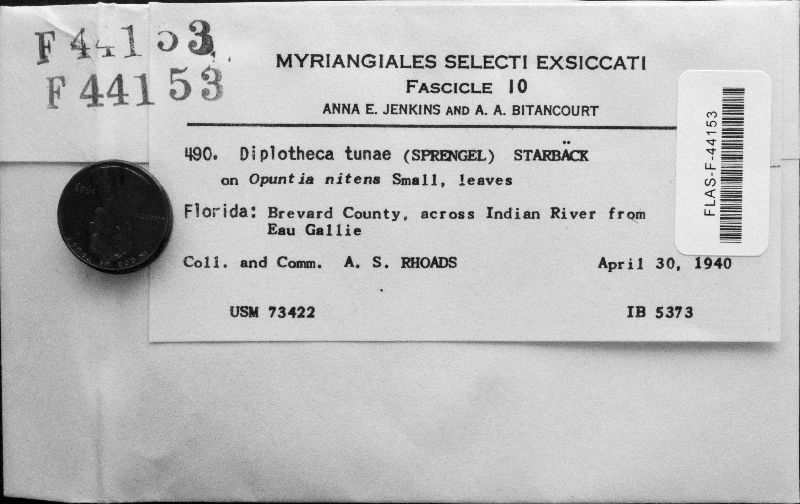 F 44153
F 44153
MYRIANGIALES SELECTI EXSICCATI
FASCICLE 10
ANNA E. JENKINS AND A. A. BITANCOURT
490. Diplotheca tunae (SPRENGEL) STARBÄCK
on Opuntia nitens Small, leaves
Florida: Brevard County, across Indian River from
Eau Gallie
Coll. and Comm. A. S. RHOADS April 30, 1940
USM 73422 IB 5373
FLAS-F-44153